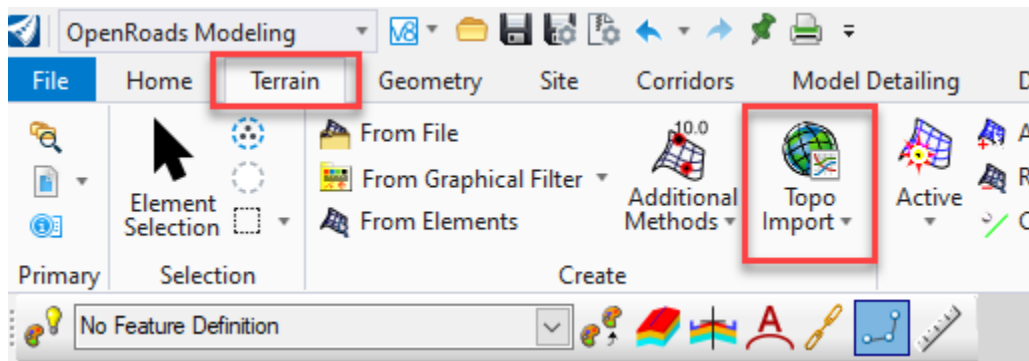 OpenRoads Modeling
V8
File Home Terrain Geometry Site Corridors Model Detailing D
Element
Selection
From File
From Graphical Filter
From Elements
10.0
Additional
Methods
Topo
Import
Active
A
R
Primary Selection Create
No Feature Definition
A